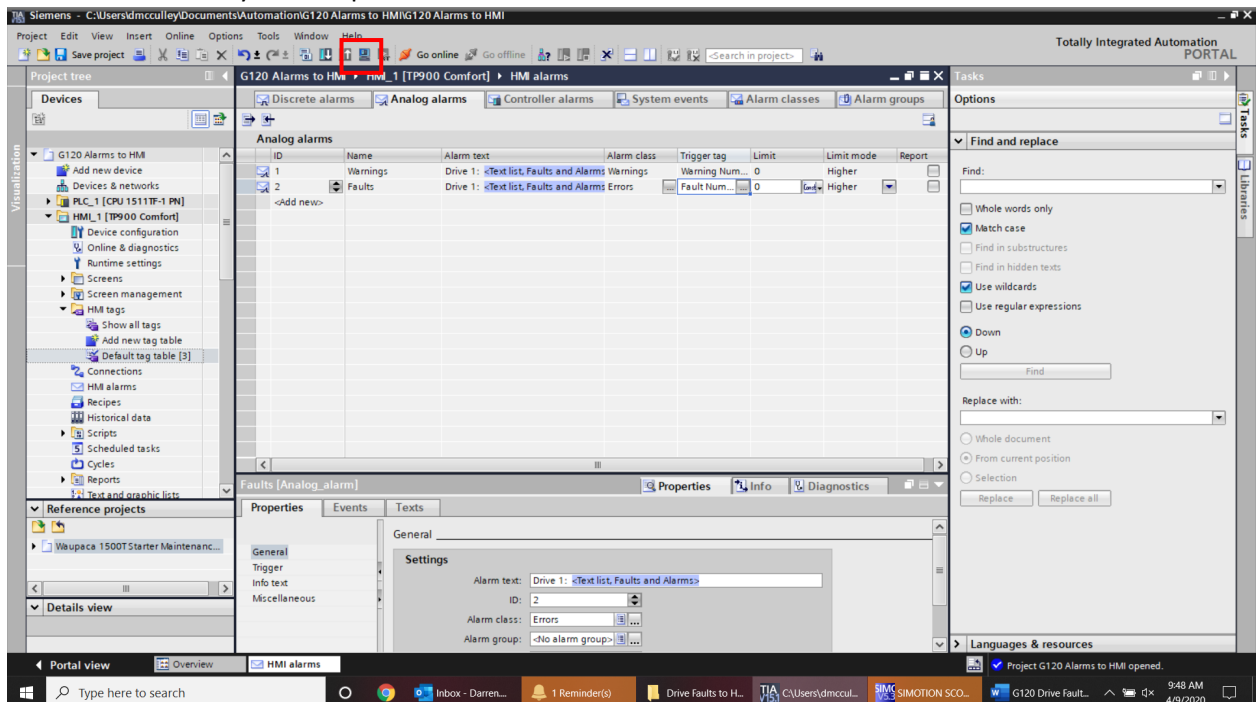 Siemens - C:\Users\dmcculley\Documents\Automation\G120 Alarms to HMI\G120 Alarms to HMI
Project Edit View Insert Online Options Tools Window Help
Totally Integrated Automation
PORTAL
Save project Go online Go offline <Search in project>
Project tree
G120 Alarms to HMI HMI_1 [TP900 Comfort] HMI alarms
Tasks
Devices
Discrete alarms Analog alarms Controller alarms System events Alarm classes Alarm groups
Options
Analog alarms
Find and replace
ID Name Alarm text Alarm class Trigger tag Limit Limit mode Report
1 Warnings Drive 1: <Text list, Faults and Alarms Warnings Warning Num... 0 Higher
2 Faults Drive 1: <Text list, Faults and Alarms Errors Fault Num... 0 Higher
<Add new>
G120 Alarms to HMI
Add new device
Devices & networks
PLC_1 [CPU 1511TF-1 PN]
HMI_1 [TP900 Comfort]
Device configuration
Online & diagnostics
Runtime settings
Screens
Screen management
HMI tags
Show all tags
Add new tag table
Default tag table [3]
Connections
HMI alarms
Recipes
Historical data
Scripts
Scheduled tasks
Cycles
Reports
Text and graphic lists
Visualization
Find:
Whole words only
Match case
Find in substructures
Find in hidden texts
Use wildcards
Use regular expressions
Down
Up
Find
Replace with:
Whole document
From current position
Selection
Replace Replace all
Tasks
Libraries
Reference projects
Waupaca 1500T Starter Maintenanc...
Details view
Faults [Analog_alarm]
Properties Info Diagnostics
Properties Events Texts
General
Trigger
Info text
Miscellaneous
General
Settings
Alarm text: Drive 1: <Text list, Faults and Alarms>
ID: 2
Alarm class: Errors
Alarm group: <No alarm group>
Languages & resources
Portal view Overview HMI alarms
Project G120 Alarms to HMI opened.
Type here to search
Inbox - Darren.... 1 Reminder(s) Drive Faults to H... C:\Users\dmccul... SIMOTION SCO... G120 Drive Fault...
9:48 AM
4/9/2020